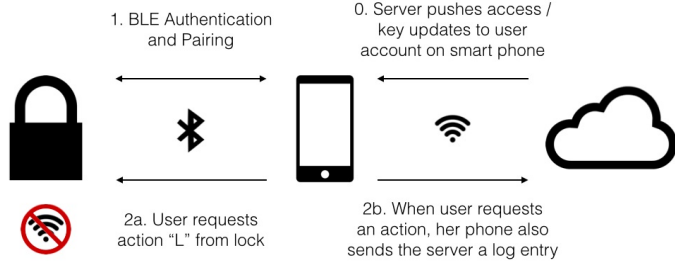 1. BLE Authentication
and Pairing
0. Server pushes access /
key updates to user
account on smart phone
2a. User requests
action “L” from lock
2b. When user requests
an action, her phone also
sends the server a log entry